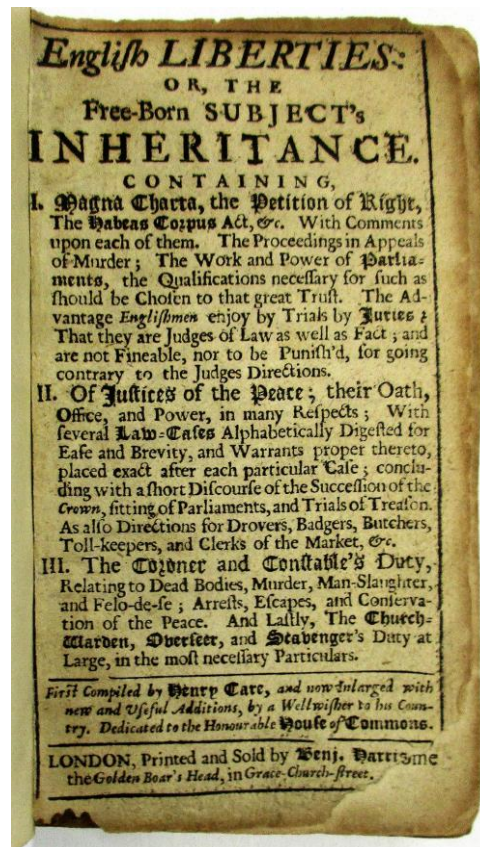 Engliſh LIBERTIES:
OR, THE
Free-Born SUBJECT's
INHERITANCE.
CONTAINING,
I. Magna Charta, the Petition of Right,
The Habeas Corpus Act, &c. With Comments
upon each of them. The Proceedings in Appeals
of Murder; The Work and Power of Parlia-
ments, the Qualifications neceſſary for ſuch as
ſhould be Choſen to that great Truſt. The Ad-
vantage Engliſhmen enjoy by Trials by Juries;
That they are Judges of Law as well as Fact; and
are not Fineable, nor to be Puniſh'd, for going
contrary to the Judges Directions.
II. Of Juſtices of the Peace; their Oath,
Office, and Power, in many Reſpects; With
ſeveral Law-Caſes Alphabetically Digeſted for
Eaſe and Brevity, and Warrants proper thereto,
placed exact after each particular Caſe; conclu-
ding with a ſhort Diſcourſe of the Succeſſion of the
Crown, ſitting of Parliaments, and Trials of Treaſon.
As alſo Directions for Drovers, Badgers, Butchers,
Toll-keepers, and Clerks of the Market, &c.
III. The Coroner and Conſtable's Duty,
Relating to Dead Bodies, Murder, Man-Slaughter,
and Felo-de-ſe; Arreſts, Eſcapes, and Conſerva-
tion of the Peace. And Laſtly, The Church-
Warden, Overſeer, and Scavenger's Duty at
Large, in the moſt neceſſary Particulars.
Firſt Compiled by Henry Care, and now Inlarged with
new and Uſeful Additions, by a Wellwiſher to his Coun-
try. Dedicated to the Honourable Houſe of Commons.
LONDON, Printed and Sold by Benj. Harris,
the Golden Boar's Head, in Grace-Church-ſtreet.